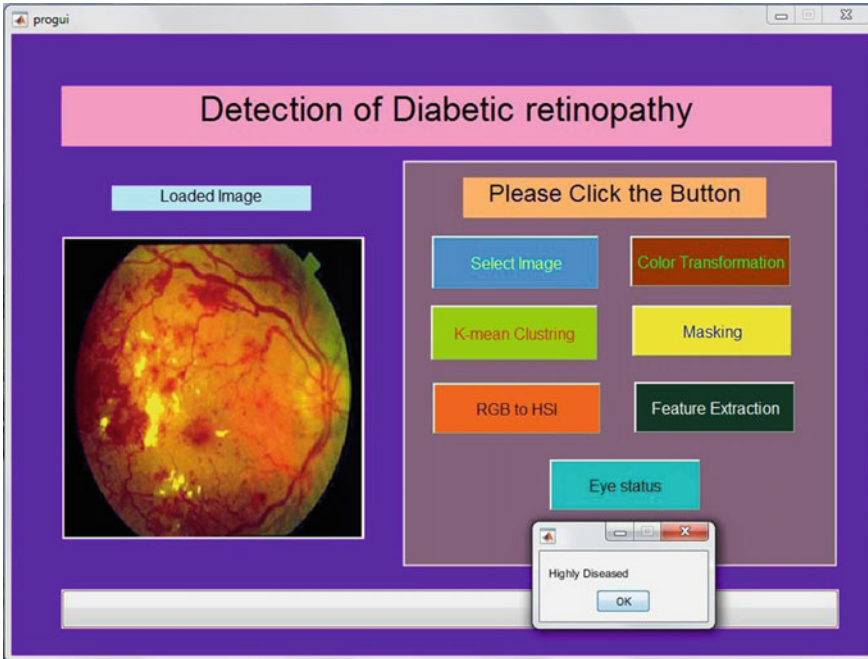 progui
Detection of Diabetic retinopathy
Loaded Image
Please Click the Button
Select Image
Color Transformation
K-mean Clustring
Masking
RGB to HSI
Feature Extraction
Eye status
Highly Diseased
OK